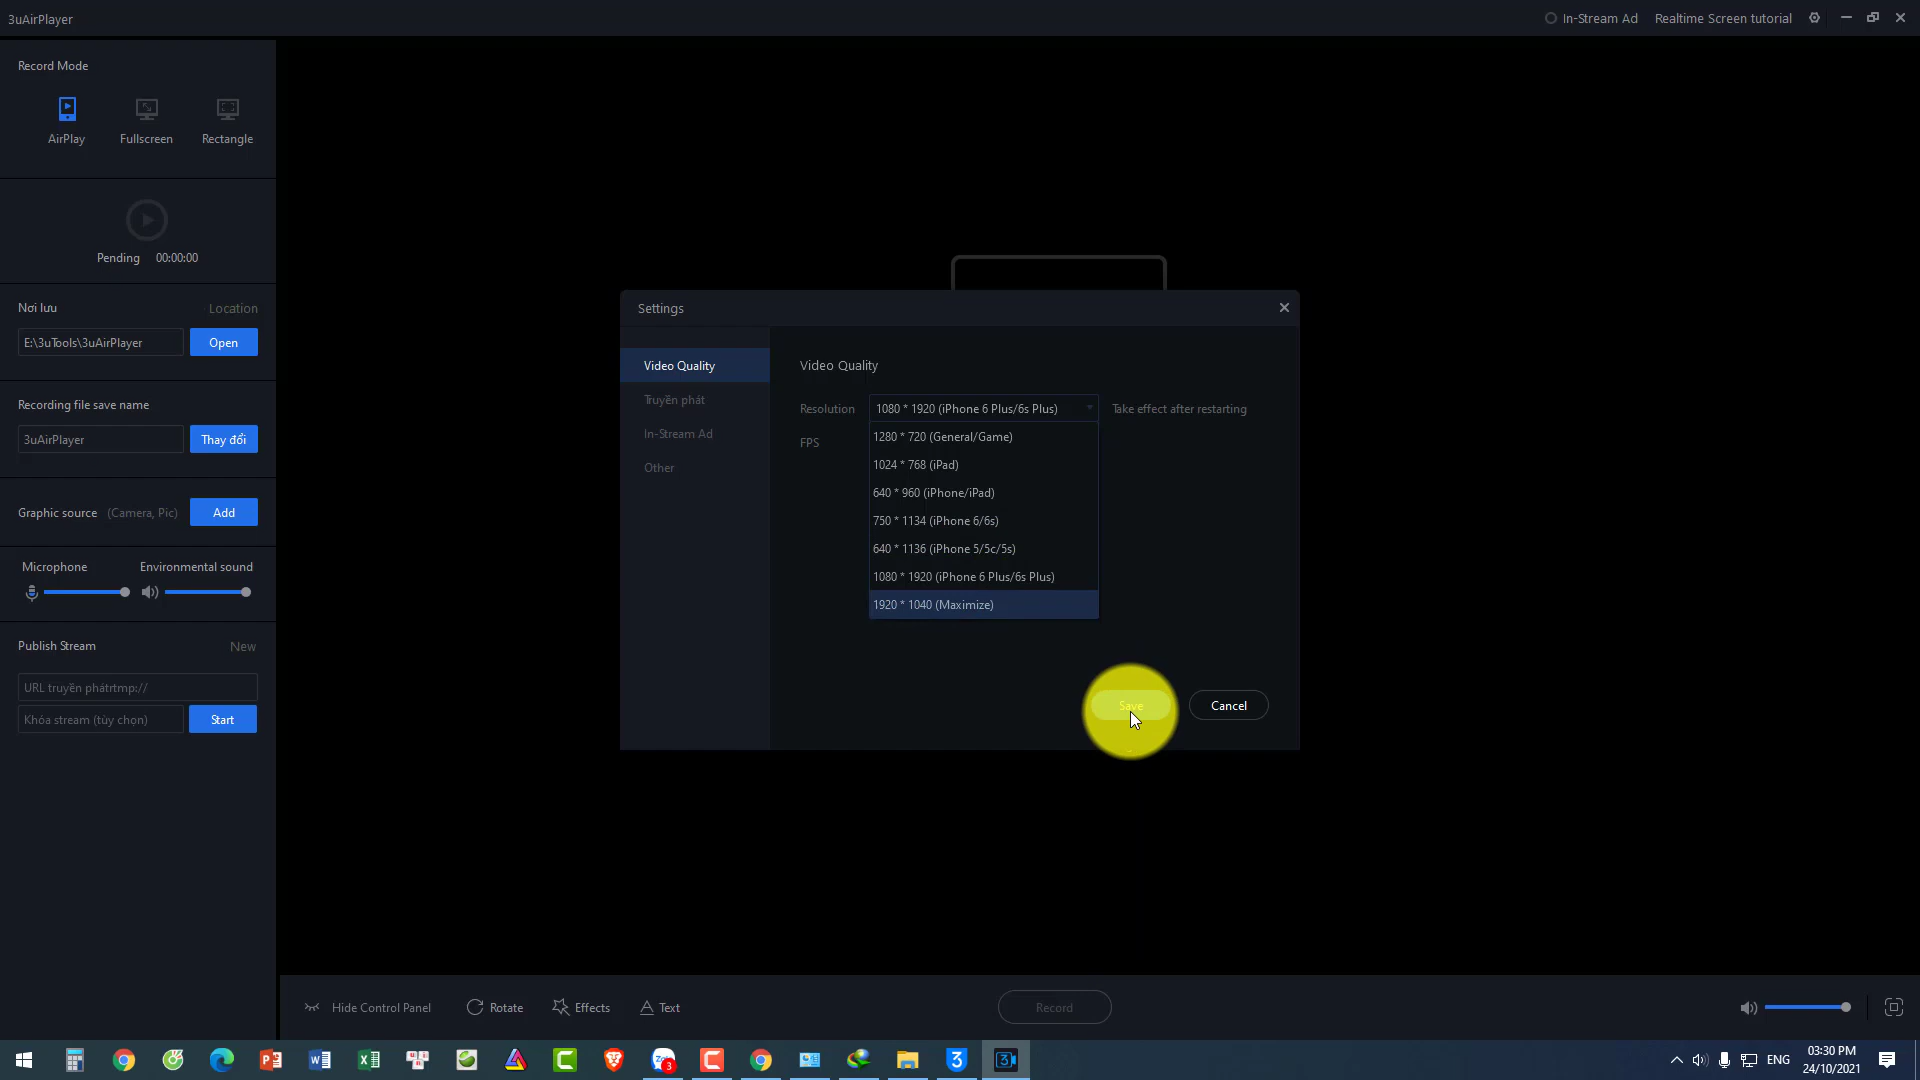 3uAirPlayer
In-Stream Ad
Realtime Screen tutorial
Record Mode
AirPlay
Fullscreen
Rectangle
Pending 00:00:00
Nơi lưu
Location
E:\3uTools\3uAirPlayer
Open
Recording file save name
3uAirPlayer
Thay đổi
Graphic source (Camera, Pic)
Add
Microphone
Environmental sound
Publish Stream
New
URL truyền phátrtmp://
Khóa stream (tùy chọn)
Start
Settings
Video Quality
Truyền phát
In-Stream Ad
Other
Video Quality
Resolution
1080 * 1920 (iPhone 6 Plus/6s Plus)
Take effect after restarting
FPS
1280 * 720 (General/Game)
1024 * 768 (iPad)
640 * 960 (iPhone/iPad)
750 * 1134 (iPhone 6/6s)
640 * 1136 (iPhone 5/5c/5s)
1080 * 1920 (iPhone 6 Plus/6s Plus)
1920 * 1040 (Maximize)
Save
Cancel
Hide Control Panel
Rotate
Effects
Text
Record
ENG
03:30 PM
24/10/2021